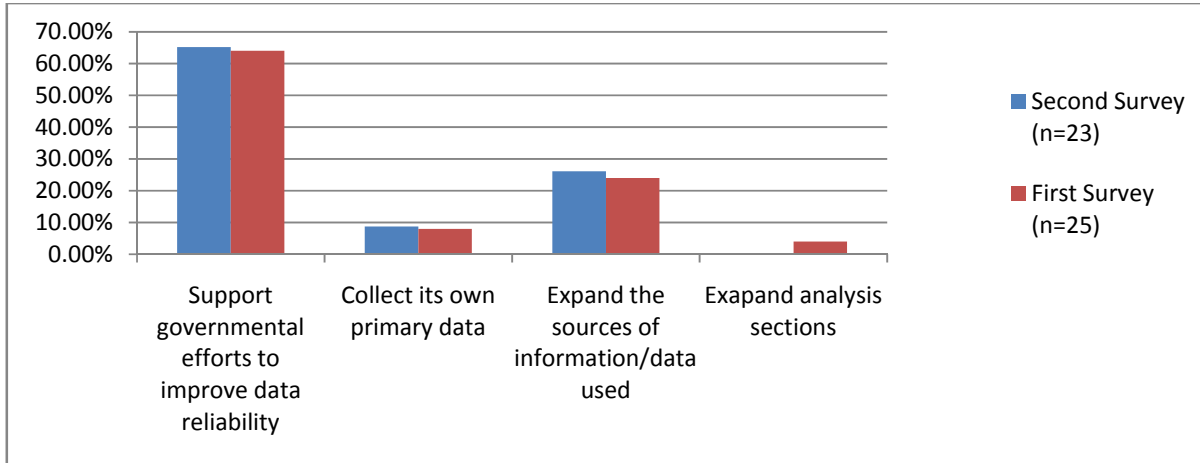 70.00%
60.00%
50.00%
40.00%
30.00%
20.00%
10.00%
0.00%
Support
governmental
efforts to
improve data
reliability
Collect its own
primary data
Expand the
sources of
information/data
used
Exapand analysis
sections
Second Survey
(n=23)
First Survey
(n=25)